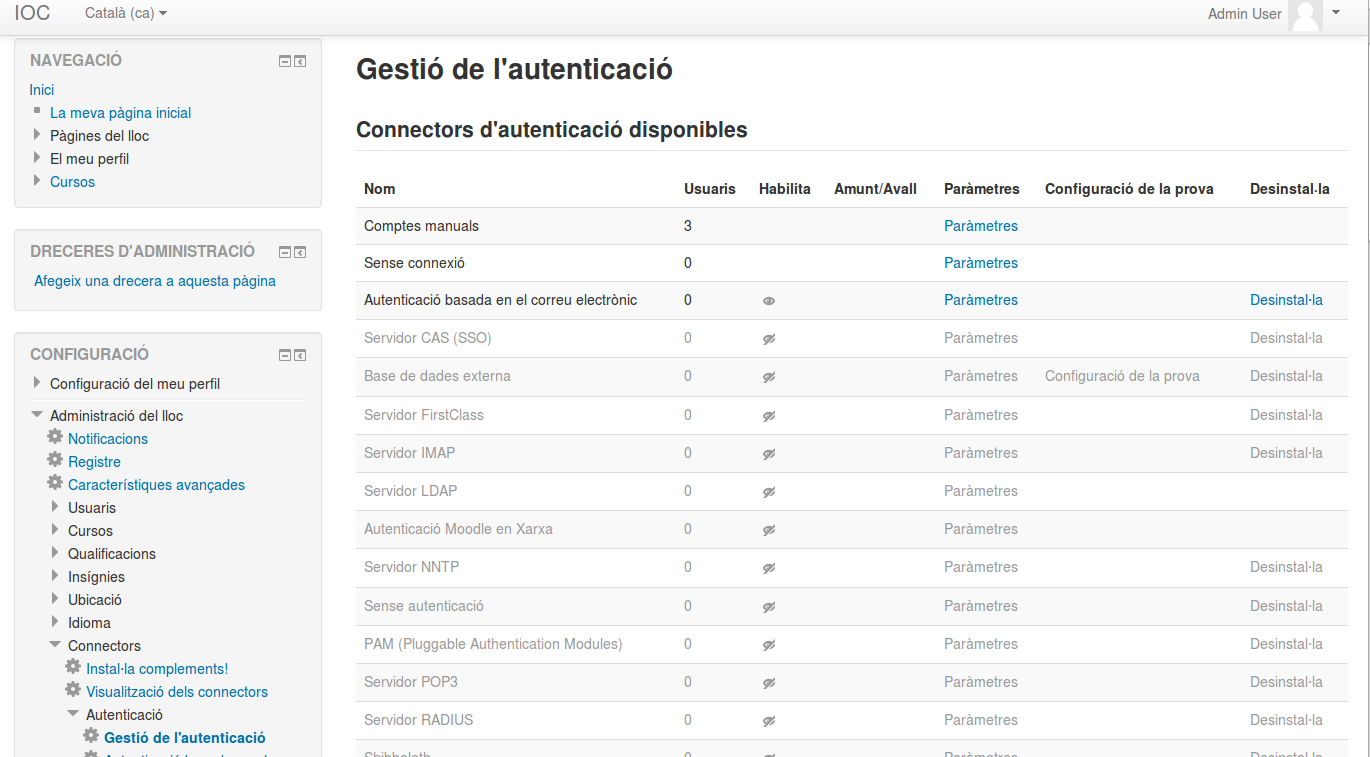 IOC Català (ca) Admin User
NAVEGACIÓ
Inici
La meva pàgina inicial
Pàgines del lloc
El meu perfil
Cursos
DRECERES D'ADMINISTRACIÓ
Afegeix una drecera a aquesta pàgina
CONFIGURACIÓ
Configuració del meu perfil
Administració del lloc
Notificacions
Registre
Característiques avançades
Usuaris
Cursos
Qualificacions
Insígnies
Ubicació
Idioma
Connectors
Instal·la complements!
Visualització dels connectors
Autenticació
Gestió de l'autenticació
Gestió de l'autenticació
Connectors d'autenticació disponibles
Nom Usuaris Habilita Amunt/Avall Paràmetres Configuració de la prova Desinstal·la
Comptes manuals 3 Paràmetres
Sense connexió 0 Paràmetres
Autenticació basada en el correu electrònic 0 Paràmetres Desinstal·la
Servidor CAS (SSO) 0 Paràmetres Desinstal·la
Base de dades externa 0 Paràmetres Configuració de la prova Desinstal·la
Servidor FirstClass 0 Paràmetres Desinstal·la
Servidor IMAP 0 Paràmetres Desinstal·la
Servidor LDAP 0 Paràmetres
Autenticació Moodle en Xarxa 0 Paràmetres
Servidor NNTP 0 Paràmetres Desinstal·la
Sense autenticació 0 Paràmetres Desinstal·la
PAM (Pluggable Authentication Modules) 0 Paràmetres Desinstal·la
Servidor POP3 0 Paràmetres Desinstal·la
Servidor RADIUS 0 Paràmetres Desinstal·la
Shibboleth 0 Paràmetres Desinstal·la